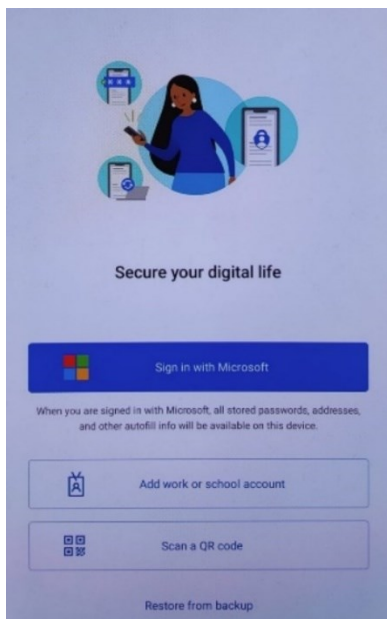 Secure your digital life
Sign in with Microsoft
When you are signed in with Microsoft, all stored passwords, addresses,
and other autofill info will be available on this device.
Add work or school account
Scan a QR code
Restore from backup